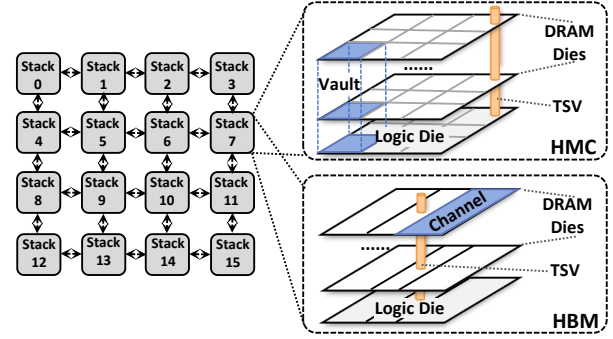 Stack 0
Stack 1
Stack 2
Stack 3
Stack 4
Stack 5
Stack 6
Stack 7
Stack 8
Stack 9
Stack 10
Stack 11
Stack 12
Stack 13
Stack 14
Stack 15
DRAM
Dies
......
Vault
TSV
Logic Die
HMC
Channel
DRAM
Dies
......
TSV
Logic Die
HBM